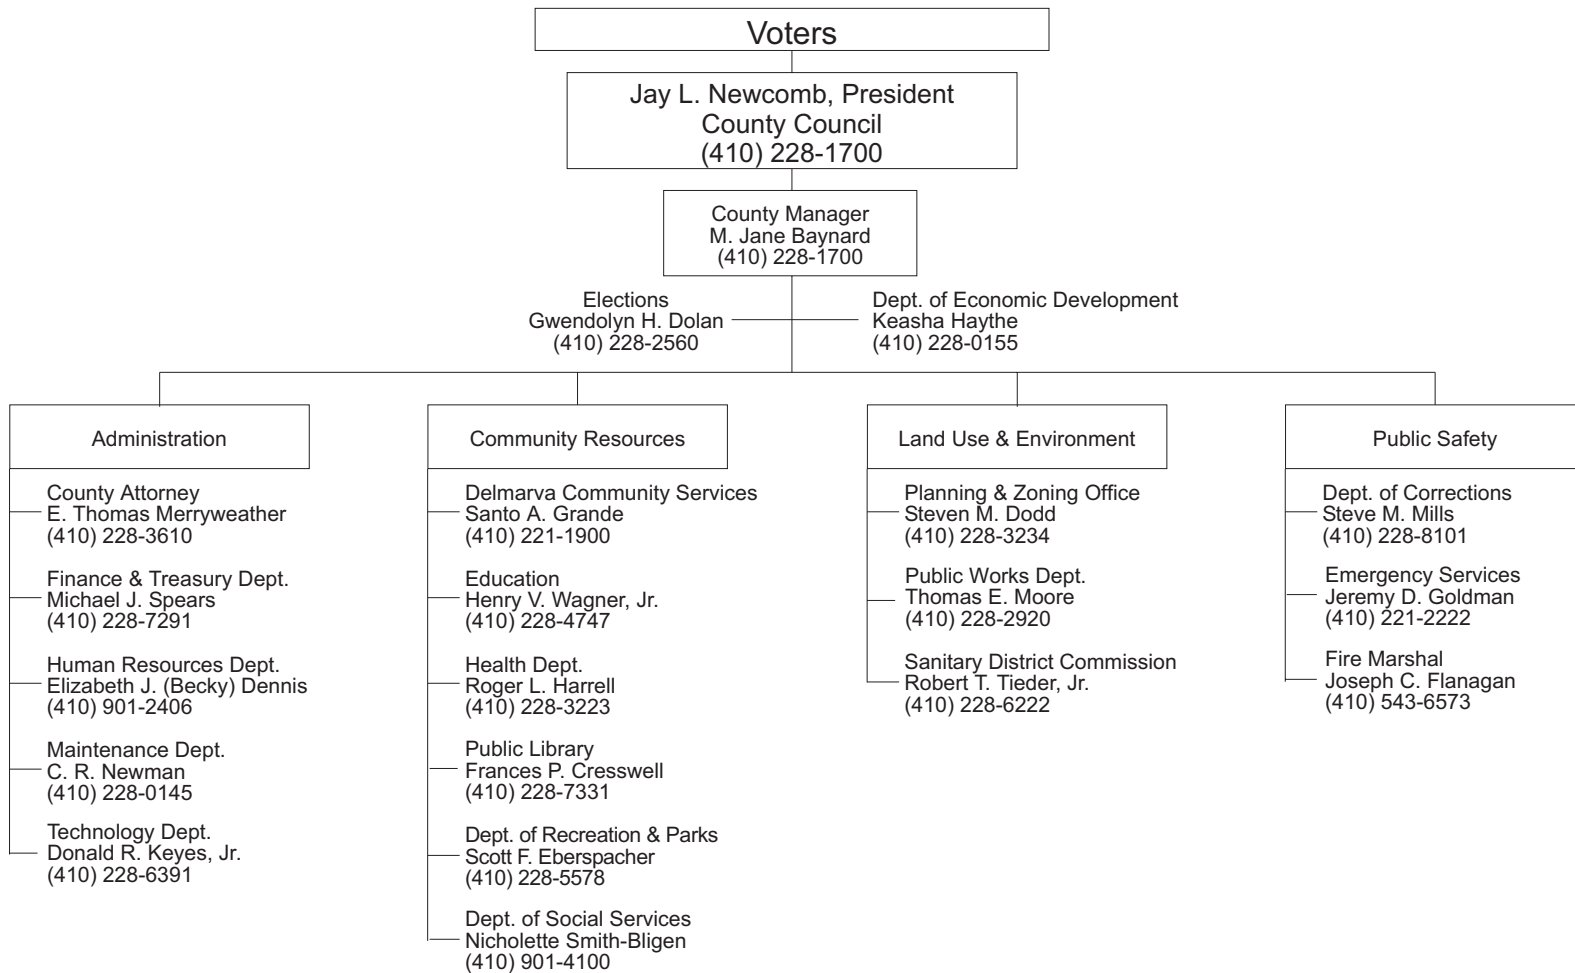 Voters
Jay L. Newcomb, President
County Council
(410) 228-1700
County Manager
M. Jane Baynard
(410) 228-1700
Elections
Gwendolyn H. Dolan
(410) 228-2560
Dept. of Economic Development
Keasha Haythe
(410) 228-0155
Administration
County Attorney
E. Thomas Merryweather
(410) 228-3610
Finance & Treasury Dept.
Michael J. Spears
(410) 228-7291
Human Resources Dept.
Elizabeth J. (Becky) Dennis
(410) 901-2406
Maintenance Dept.
C. R. Newman
(410) 228-0145
Technology Dept.
Donald R. Keyes, Jr.
(410) 228-6391
Community Resources
Delmarva Community Services
Santo A. Grande
(410) 221-1900
Education
Henry V. Wagner, Jr.
(410) 228-4747
Health Dept.
Roger L. Harrell
(410) 228-3223
Public Library
Frances P. Cresswell
(410) 228-7331
Dept. of Recreation & Parks
Scott F. Eberspacher
(410) 228-5578
Dept. of Social Services
Nicholette Smith-Bligen
(410) 901-4100
Land Use & Environment
Planning & Zoning Office
Steven M. Dodd
(410) 228-3234
Public Works Dept.
Thomas E. Moore
(410) 228-2920
Sanitary District Commission
Robert T. Tieder, Jr.
(410) 228-6222
Public Safety
Dept. of Corrections
Steve M. Mills
(410) 228-8101
Emergency Services
Jeremy D. Goldman
(410) 221-2222
Fire Marshal
Joseph C. Flanagan
(410) 543-6573